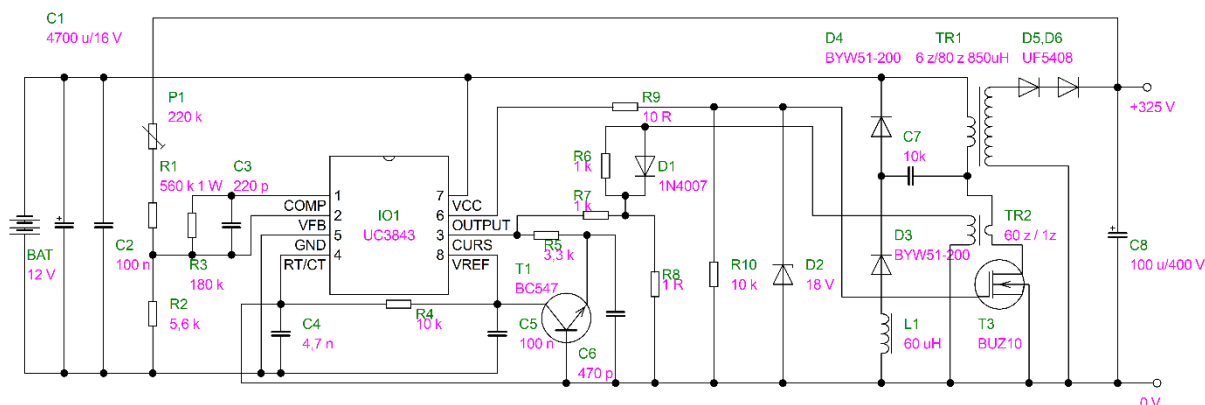 C1
4700 u/16 V
D4
BYW51-200
TR1
6 z/80 z 850uH
D5,D6
UF5408
+325 V
P1
220 k
R9
10 R
C7
10k
R1
560 k 1 W
C3
220 p
R6
1 k
D1
1N4007
1
COMP
2
VFB
5
GND
4
RT/CT
IO1
UC3843
7
VCC
6
OUTPUT
3
CURS
8
VREF
R7
1 k
R5
3,3 k
TR2
60 z / 1z
BAT
12 V
C2
100 n
R3
180 k
T1
BC547
R8
1 R
R10
10 k
D2
18 V
D3
BYW51-200
C8
100 u/400 V
R2
5,6 k
C4
4,7 n
R4
10 k
C5
100 n
C6
470 p
L1
60 uH
T3
BUZ10
0 V